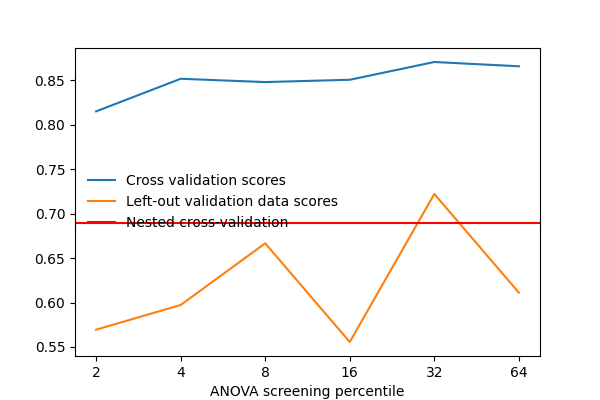 0.85
0.80
0.75
0.70
0.65
0.60
0.55
Cross validation scores
Left-out validation data scores
Nested cross-validation
2 4 8 16 32 64
ANOVA screening percentile